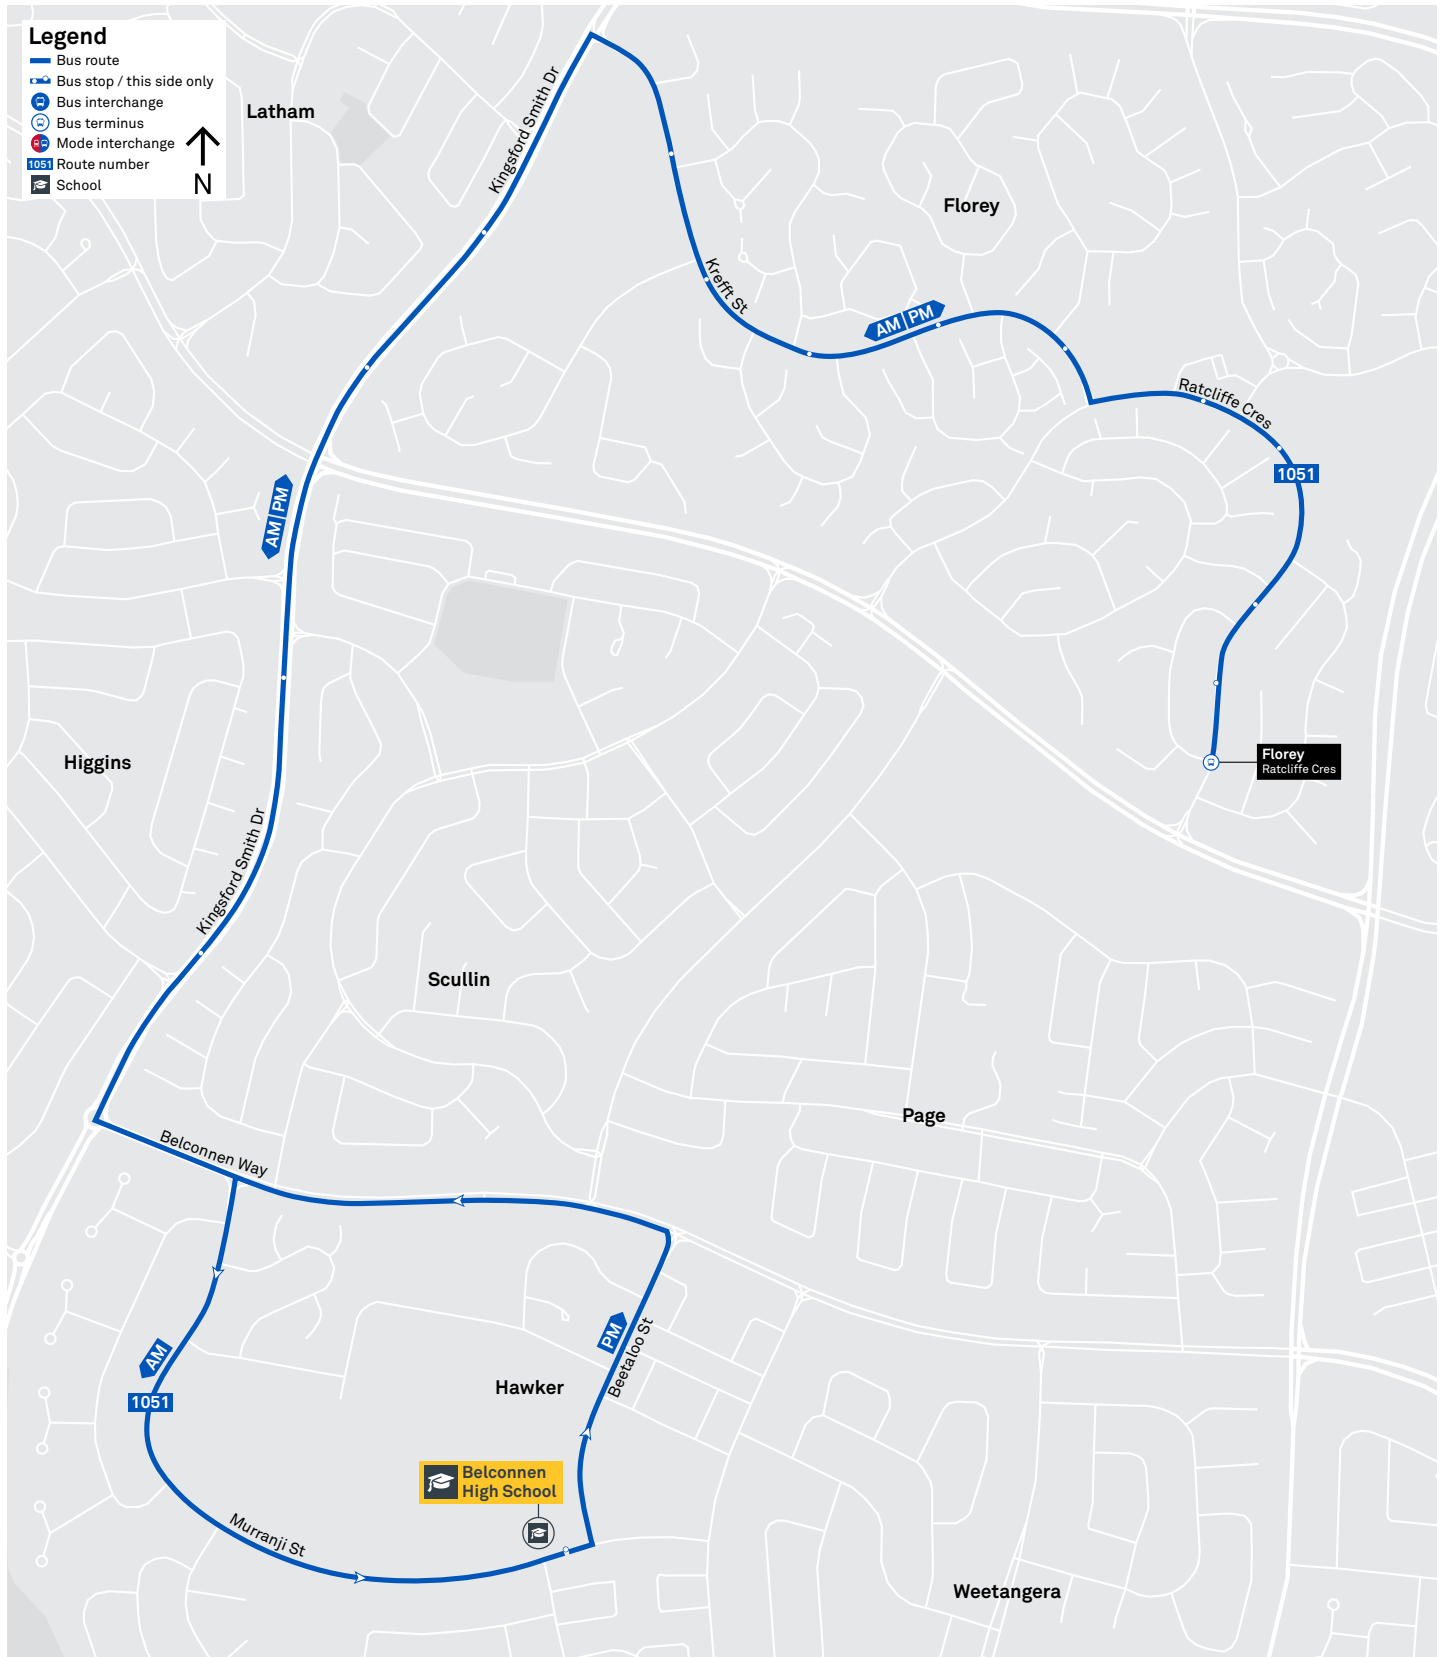 Legend
Bus route
Bus stop / this side only
Bus interchange
Bus terminus
Mode interchange
1051 Route number
School
N
Latham
Kingsford Smith Dr
Florey
Krefft St
AM PM
Ratcliffe Cres
1051
AM PM
Florey
Ratcliffe Cres
Higgins
Kingsford Smith Dr
Scullin
Page
Belconnen Way
AM
1051
PM
Beetaloo St
Hawker
Belconnen
High School
Murranji St
Weetangera